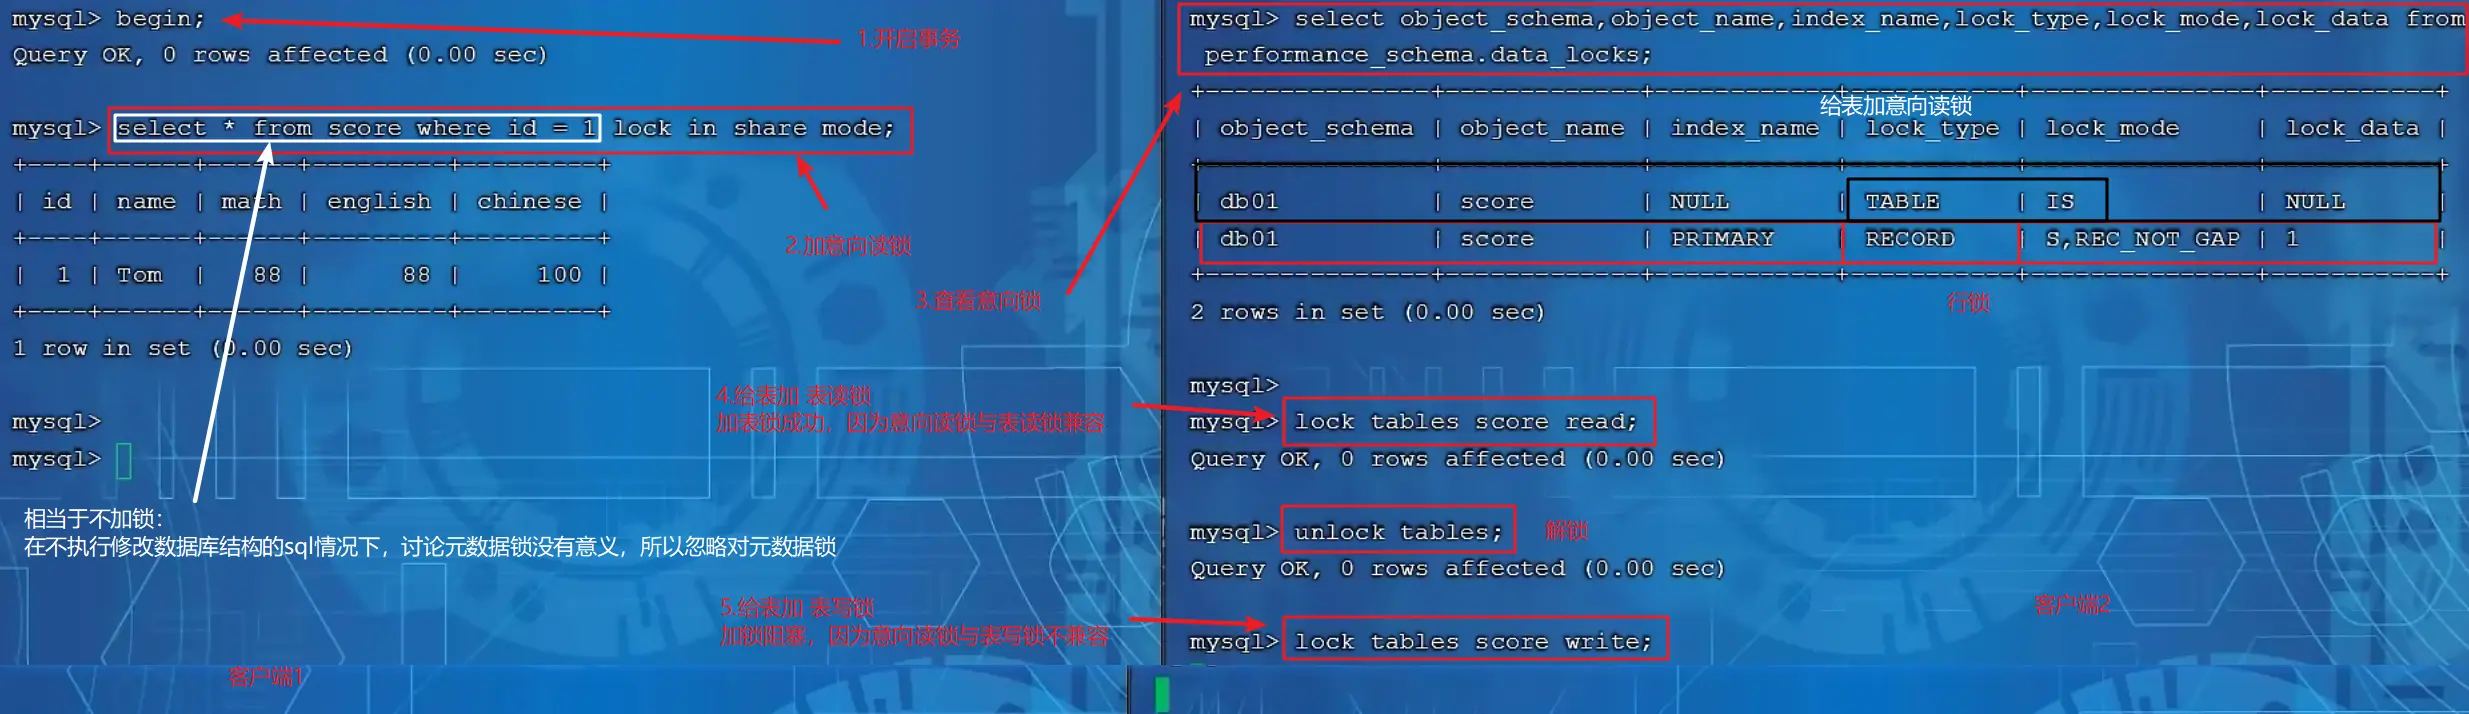 mysql> begin;
1.开启事务
Query OK, 0 rows affected (0.00 sec)
mysql> select * from score where id = 1 lock in share mode;
+----+------+------+---------+---------+
| id | name | math | english | chinese |
+----+------+------+---------+---------+
| 1 | Tom | 88 | 88 | 100 |
+----+------+------+---------+---------+
1 row in set (0.00 sec)
2.加意向读锁
3.查看意向锁
mysql>
mysql>
4.给表加 表读锁
加表锁成功，因为意向读锁与表读锁兼容
相当于不加锁：
在不执行修改数据库结构的sql情况下，讨论元数据锁没有意义，所以忽略对元数据锁
5.给表加 表写锁
加锁阻塞，因为意向读锁与表写锁不兼容
客户端1
mysql> select object_schema,object_name,index_name,lock_type,lock_mode,lock_data from
performance_schema.data_locks;
+---------------+-------------+------------+-----------+---------------+-----------+
给表加意向读锁
| object_schema | object_name | index_name | lock_type | lock_mode | lock_data |
+---------------+-------------+------------+-----------+---------------+-----------+
| db01 | score | NULL | TABLE | IS | NULL |
| db01 | score | PRIMARY | RECORD | S,REC_NOT_GAP | 1 |
+---------------+-------------+------------+-----------+---------------+-----------+
行锁
2 rows in set (0.00 sec)
mysql>
mysql> lock tables score read;
Query OK, 0 rows affected (0.00 sec)
mysql> unlock tables;
解锁
Query OK, 0 rows affected (0.00 sec)
客户端2
mysql> lock tables score write;